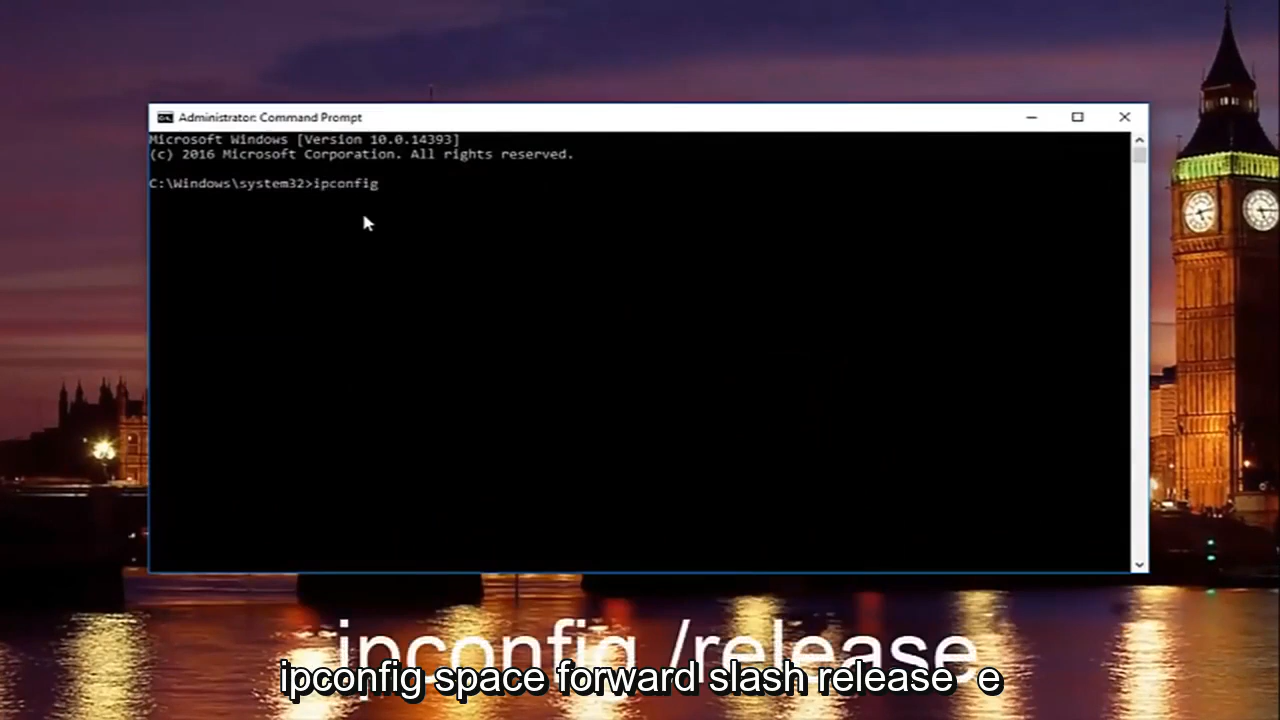 Administrator: Command Prompt
Microsoft Windows [Version 10.0.14393]
(c) 2016 Microsoft Corporation. All rights reserved.
C:\Windows\system32>ipconfig
ipconfig /release
ipconfig space forward slash release e